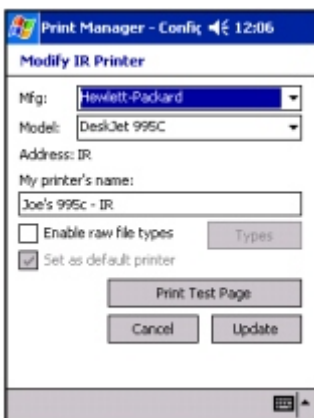 Print Manager - Config 12:06
Modify IR Printer
Mfg: Hewlett-Packard
Model: DeskJet 995C
Address: IR
My printer's name:
Joe's 995c - IR
Enable raw file types Types
Set as default printer
Print Test Page
Cancel Update